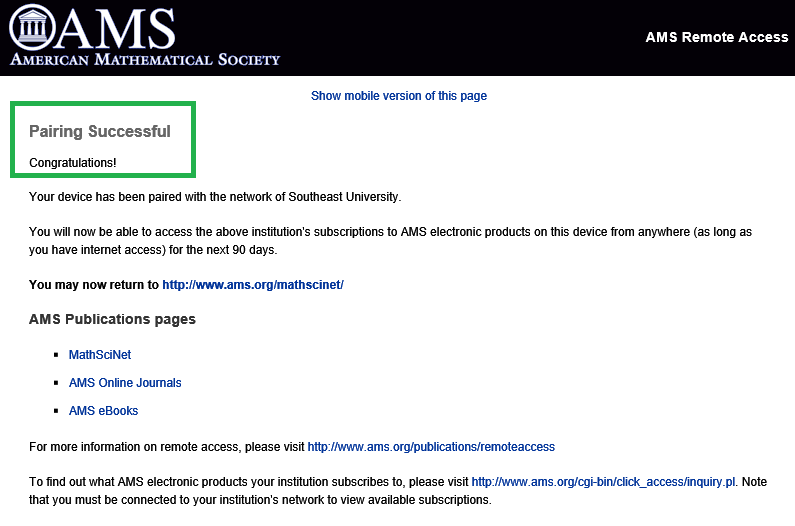 AMS
AMERICAN MATHEMATICAL SOCIETY
AMS Remote Access
Show mobile version of this page
Pairing Successful
Congratulations!
Your device has been paired with the network of Southeast University.
You will now be able to access the above institution's subscriptions to AMS electronic products on this device from anywhere (as long as
you have internet access) for the next 90 days.
You may now return to http://www.ams.org/mathscinet/
AMS Publications pages
▪ MathSciNet
▪ AMS Online Journals
▪ AMS eBooks
For more information on remote access, please visit http://www.ams.org/publications/remoteaccess
To find out what AMS electronic products your institution subscribes to, please visit http://www.ams.org/cgi-bin/click_access/inquiry.pl. Note
that you must be connected to your institution's network to view available subscriptions.